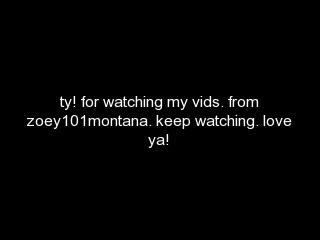 ty! for watching my vids. from
zoey101montana. keep watching. love
ya!